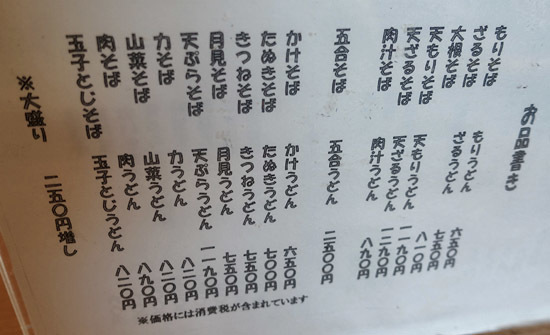 お品書き
もりそば もりうどん 六五〇円
ざるそば ざるうどん 七五〇円
大根そば 八一〇円
天もりそば 天もりうどん 一一九〇円
天ざるそば 天ざるうどん 一二九〇円
肉汁そば 肉汁うどん 八九〇円
五合そば 五合うどん 二五〇〇円
かけそば かけうどん 六五〇円
たぬきそば たぬきうどん 七五〇円
きつねそば きつねうどん 七五〇円
月見そば 月見うどん 七五〇円
天ぷらそば 天ぷらうどん 一一九〇円
力そば 力うどん 八二〇円
山菜そば 山菜うどん 八二〇円
肉そば 肉うどん 八九〇円
玉子とじそば 玉子とじうどん 八二〇円
※大盛り 二五〇円増し
※価格には消費税が含まれています